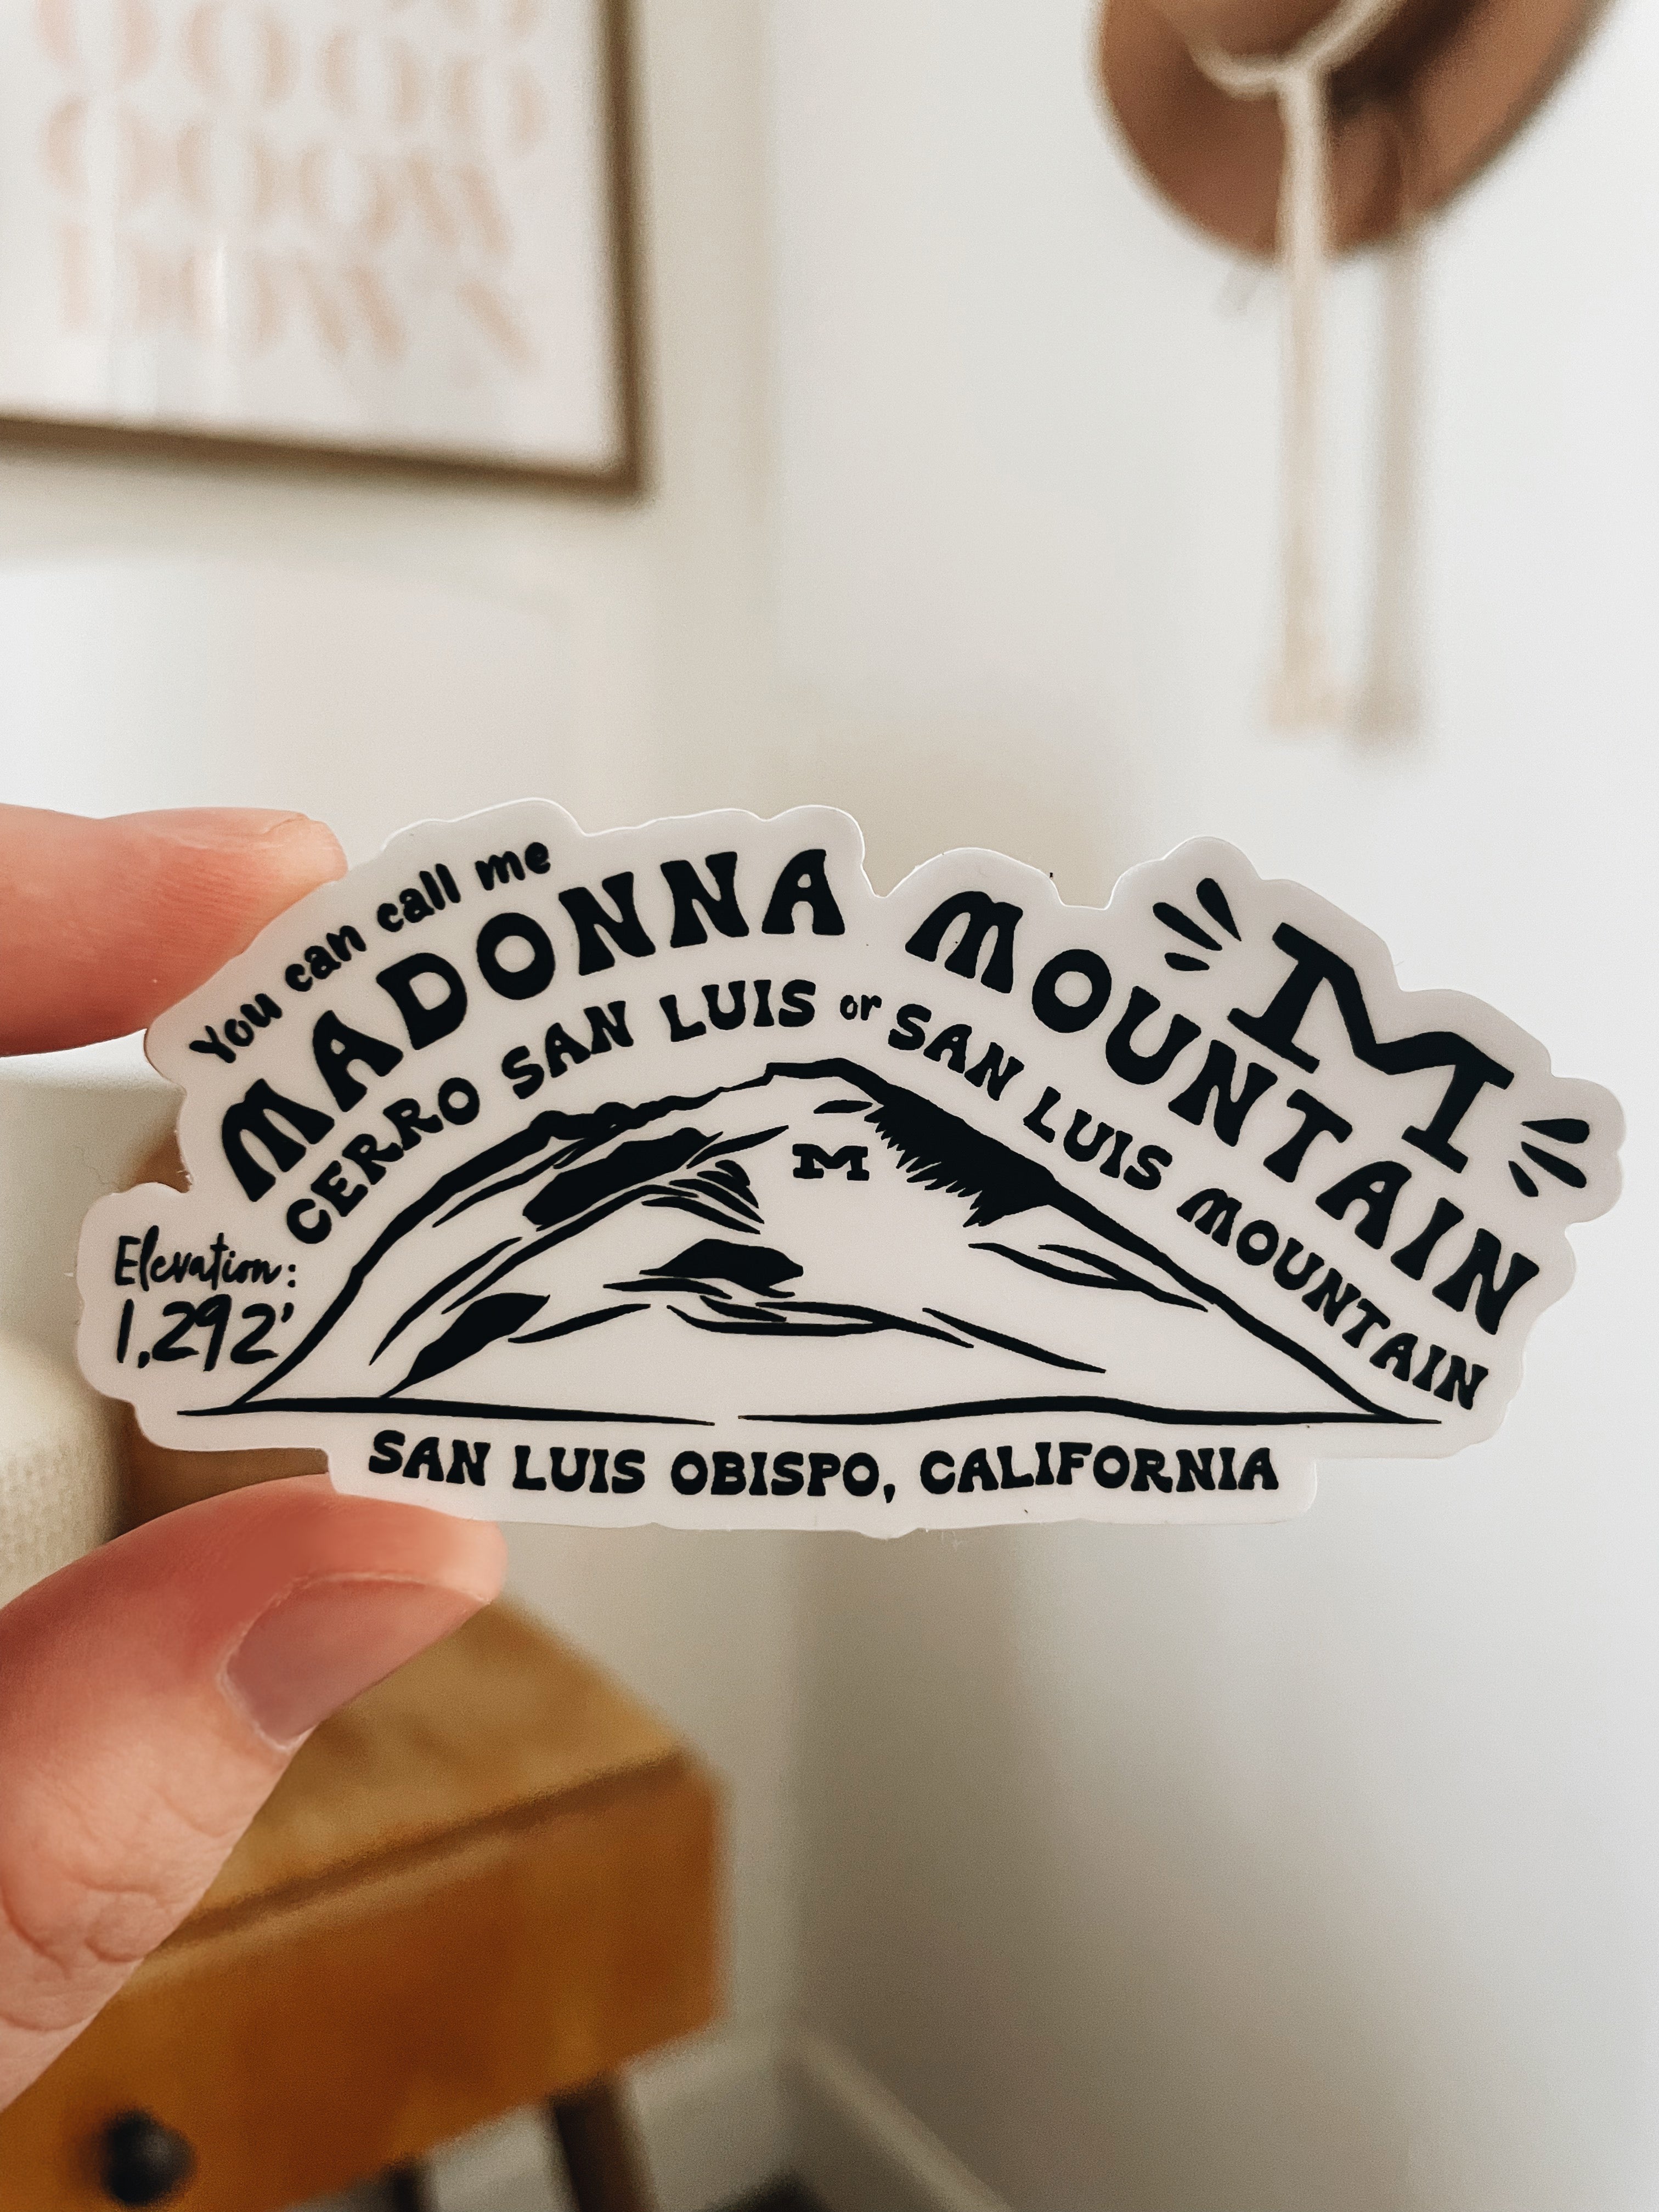 You can call me
MADONNA MOUNTAIN
M
CERRO SAN LUIS or SAN LUIS MOUNTAIN
M
Elevation:
1,292'
SAN LUIS OBISPO, CALIFORNIA